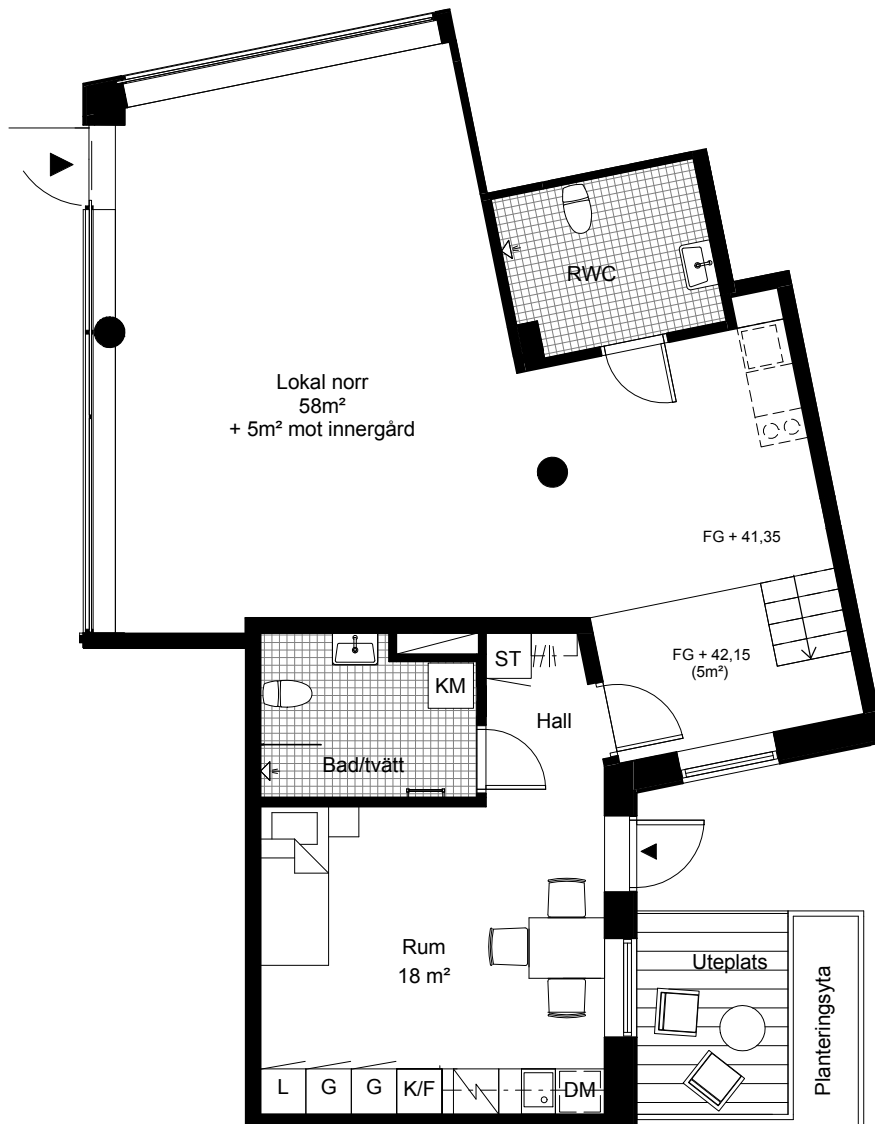 RWC
Lokal norr
58m²
+ 5m² mot innergård
FG + 41,35
FG + 42,15
(5m²)
ST
KM
Hall
Bad/tvätt
Rum
18 m²
Uteplats
Planteringsyta
L
G
G
K/F
DM